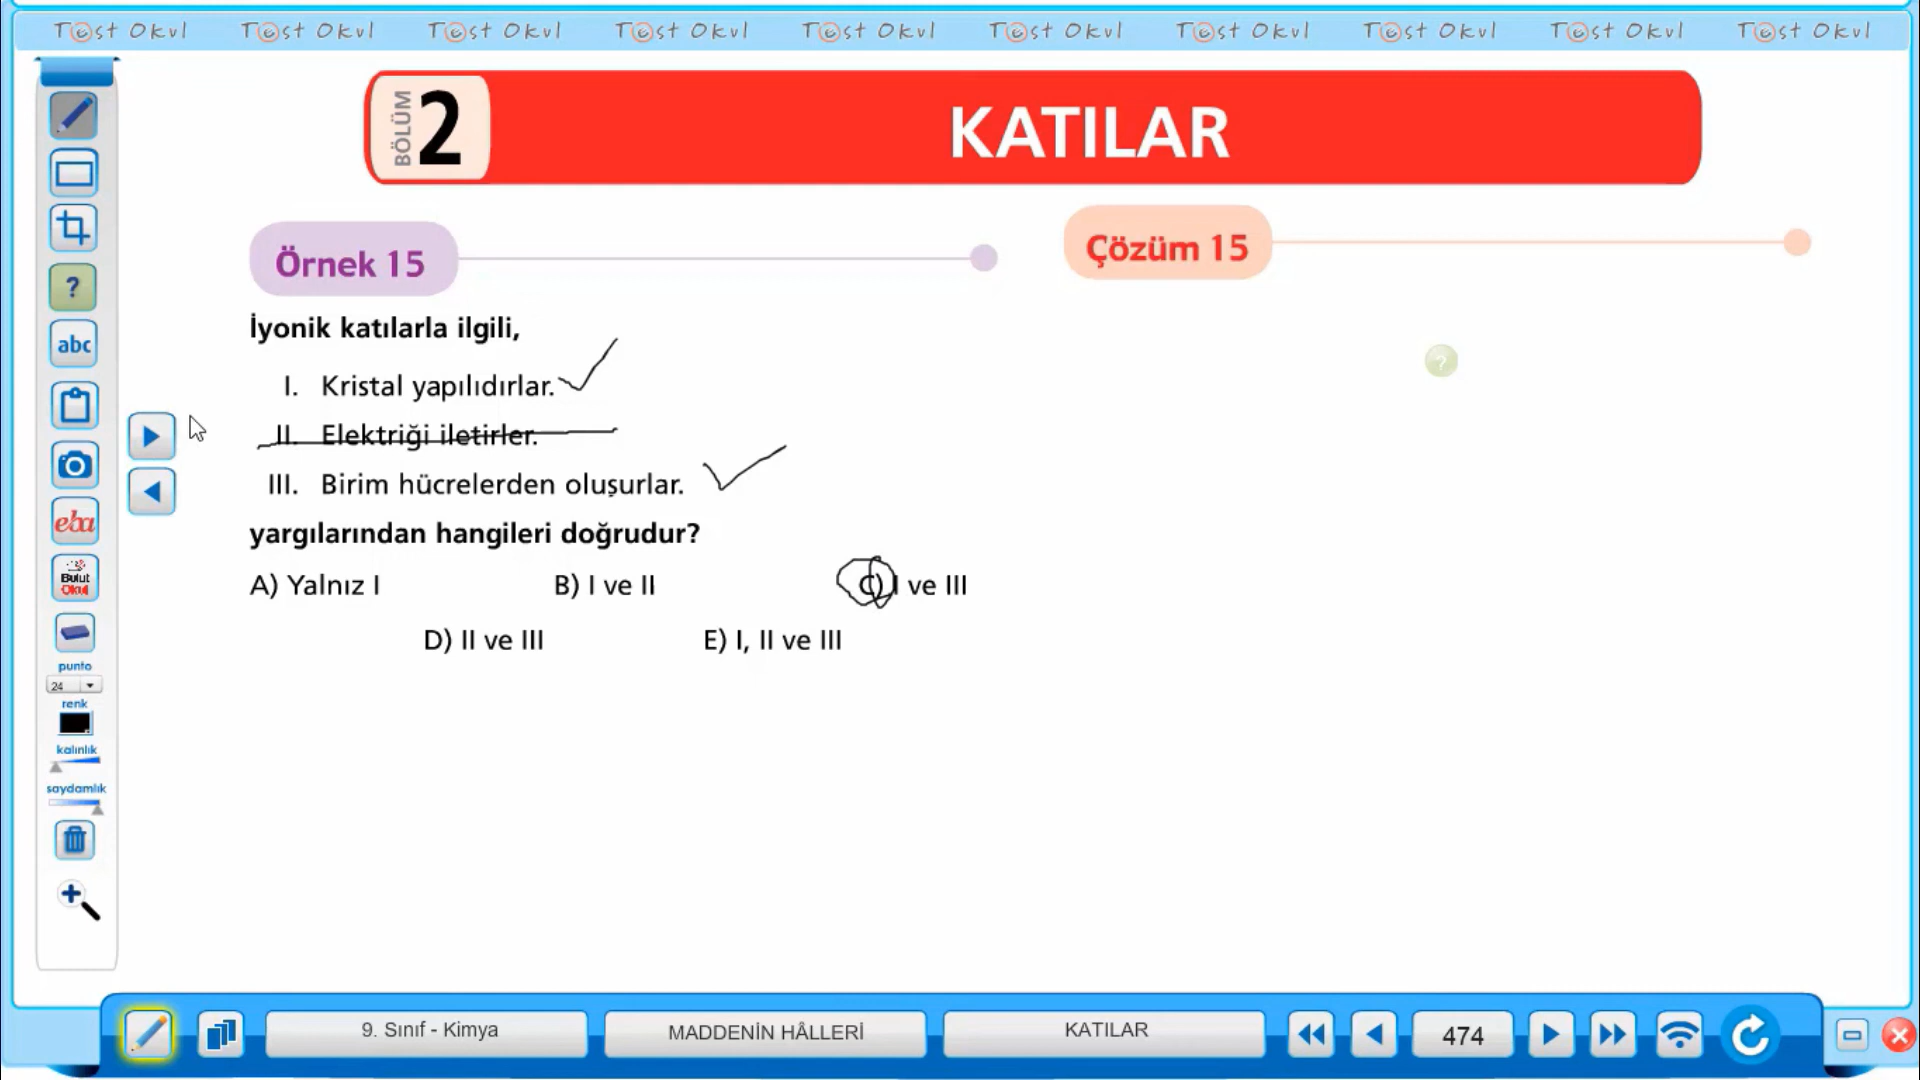 Test Okul Test Okul Test Okul Test Okul Test Okul Test Okul Test Okul Test Okul Test Okul Test Okul
BÖLÜM 2
KATILAR
Örnek 15
İyonik katılarla ilgili,
I. Kristal yapılıdırlar.
II. Elektriği iletirler.
III. Birim hücrelerden oluşurlar.
yargılarından hangileri doğrudur?
A) Yalnız I B) I ve II C) I ve III
D) II ve III E) I, II ve III
Çözüm 15
?
?
abc
eba
Bulut
Okul
punto
24
renk
kalınlık
saydamlık
9. Sınıf - Kimya
MADDENİN HÂLLERİ
KATILAR
474